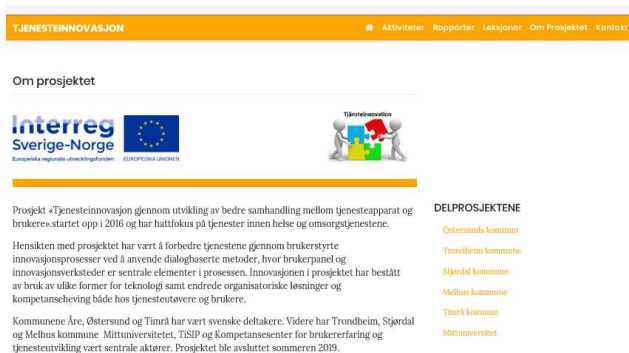 TJENESTEINNOVASJON
Aktiviteter Rapporter Leksjoner Om Prosjektet Kontakt
Om prosjektet
Interreg
Sverige-Norge
Europeiska regionala utvecklingsfonden EUROPEISKA UNIONEN
Tjänsteinnovation
Prosjekt «Tjenesteinnovasjon gjennom utvikling av bedre samhandling mellom tjenesteapparat og
brukere».startet opp i 2016 og har hattfokus på tjenester innen helse og omsorgstjenestene.
Hensikten med prosjektet har vært å forbedre tjenestene gjennom brukerstyrte
innovasjonsprosesser ved å anvende dialogbaserte metoder, hvor brukerpanel og
innovasjonsverksteder er sentrale elementer i prosessen. Innovasjonen i prosjektet har bestått
av bruk av ulike former for teknologi samt endrede organisatoriske løsninger og
kompetanseheving både hos tjenesteutøvere og brukere.
Kommunene Åre, Østersund og Timrå har vært svenske deltakere. Videre har Trondheim, Stjørdal
og Melhus kommune Mittuniversitetet, TiSIP og Kompetansesenter for brukererfaring og
tjenesteutvikling vært sentrale aktører. Prosjektet ble avsluttet sommeren 2019.
DELPROSJEKTENE
Östersunds kommun
Trondheim kommune
Stjørdal kommune
Melhus kommune
Timrå kommun
Mittuniversitet